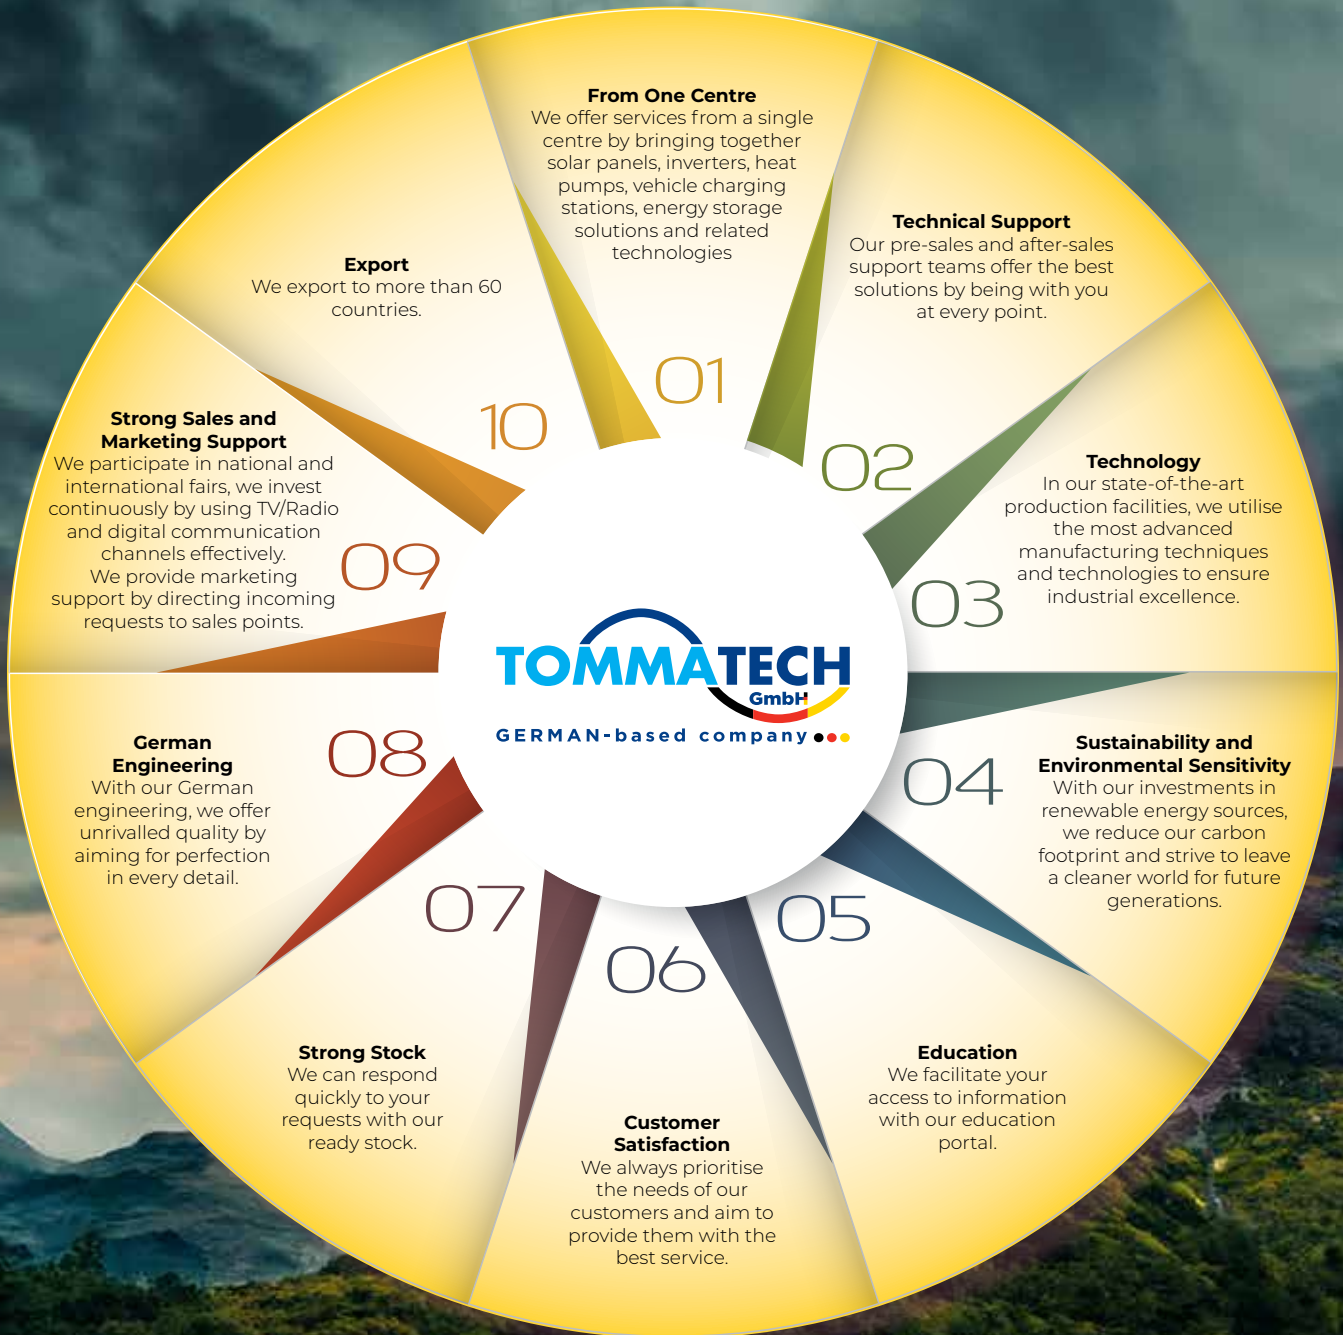 From One Centre
We offer services from a single
centre by bringing together
solar panels, inverters, heat
pumps, vehicle charging
stations, energy storage
solutions and related
technologies
01
Technical Support
Our pre-sales and after-sales
support teams offer the best
solutions by being with you
at every point.
02
Technology
In our state-of-the-art
production facilities, we utilise
the most advanced
manufacturing techniques
and technologies to ensure
industrial excellence.
03
Sustainability and
Environmental Sensitivity
With our investments in
renewable energy sources,
we reduce our carbon
footprint and strive to leave
a cleaner world for future
generations.
04
Education
We facilitate your
access to information
with our education
portal.
05
Customer
Satisfaction
We always prioritise
the needs of our
customers and aim to
provide them with the
best service.
06
Strong Stock
We can respond
quickly to your
requests with our
ready stock.
07
German
Engineering
With our German
engineering, we offer
unrivalled quality by
aiming for perfection
in every detail.
08
Strong Sales and
Marketing Support
We participate in national and
international fairs, we invest
continuously by using TV/Radio
and digital communication
channels effectively.
We provide marketing
support by directing incoming
requests to sales points.
09
Export
We export to more than 60
countries.
10
TOMMATECH
GmbH
GERMAN-based company